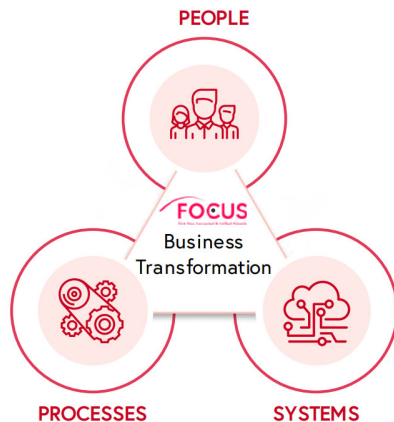 PEOPLE
FOCUS
Business
Transformation
PROCESSES
SYSTEMS